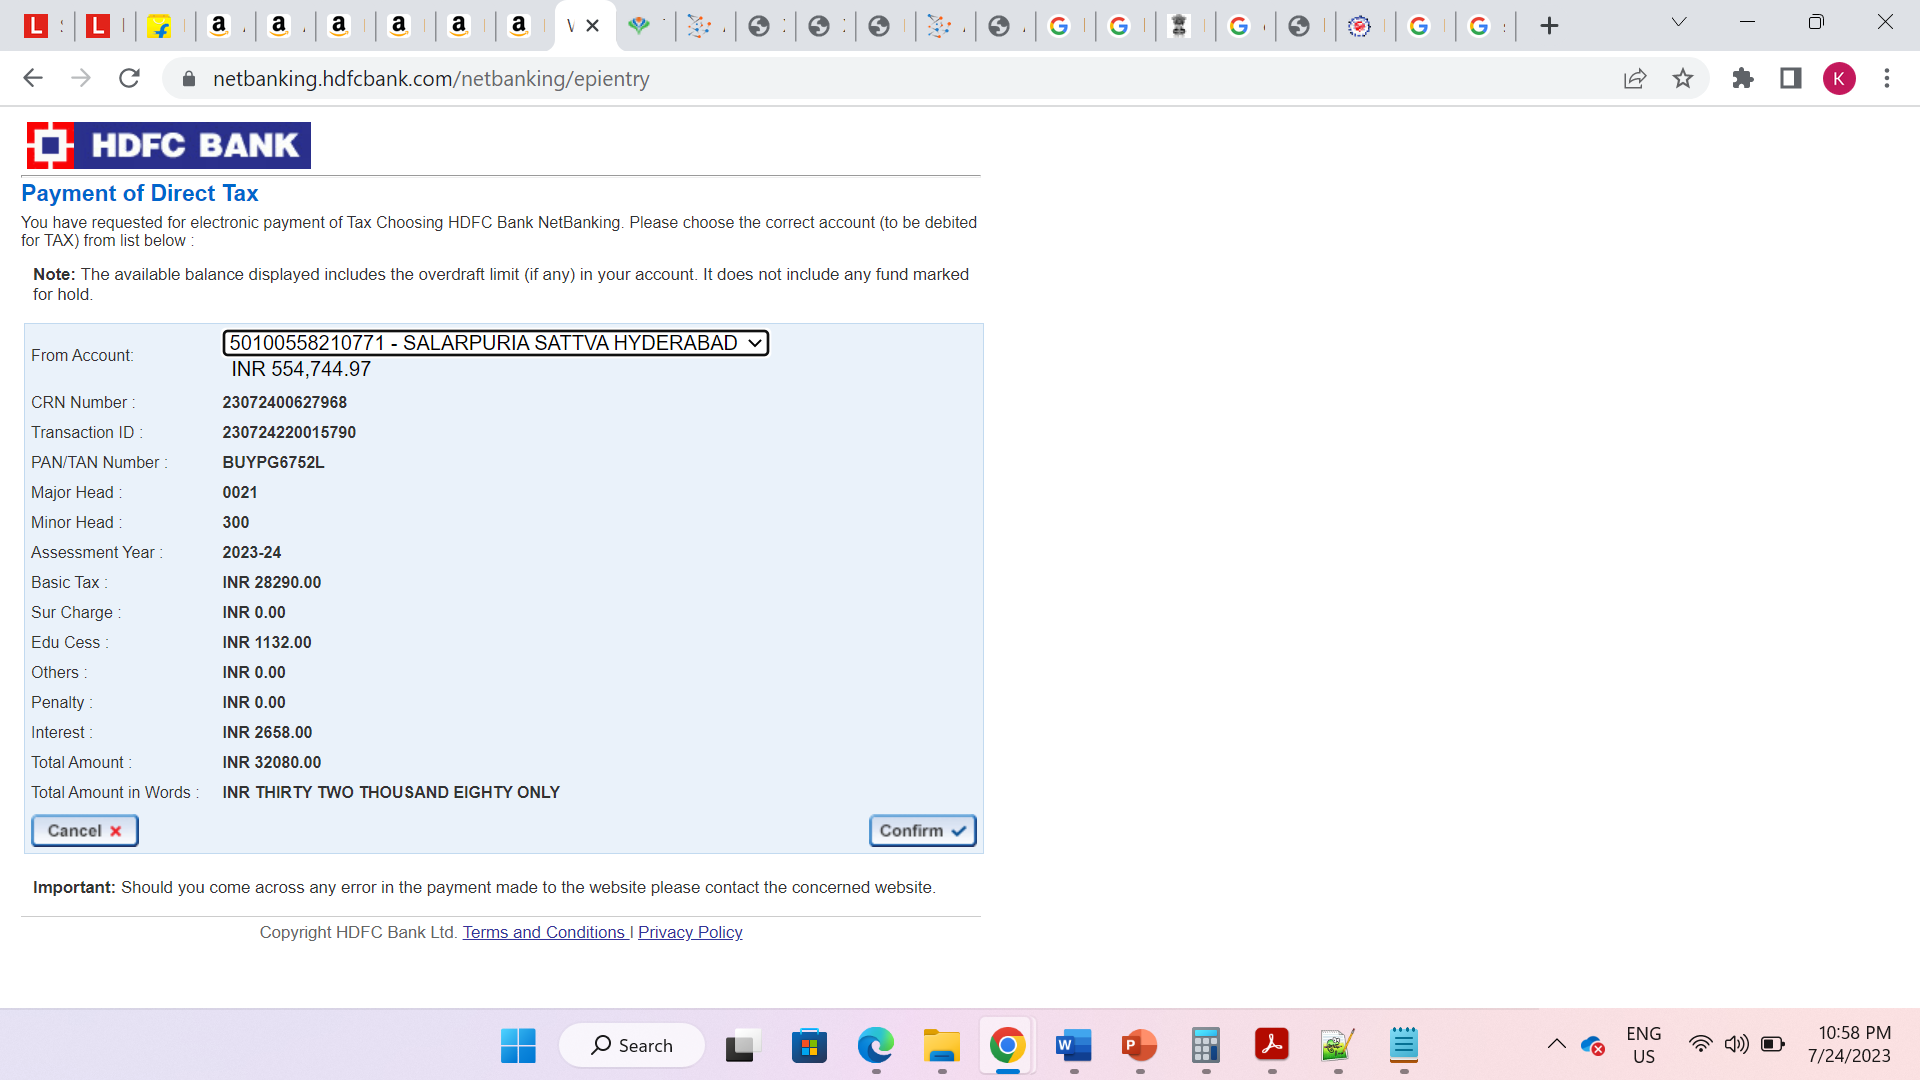 netbanking.hdfcbank.com/netbanking/epientry
K
HDFC BANK
Payment of Direct Tax
You have requested for electronic payment of Tax Choosing HDFC Bank NetBanking. Please choose the correct account (to be debited
for TAX) from list below :
Note: The available balance displayed includes the overdraft limit (if any) in your account. It does not include any fund marked
for hold.
From Account: 50100558210771 - SALARPURIA SATTVA HYDERABAD
INR 554,744.97
CRN Number : 23072400627968
Transaction ID : 230724220015790
PAN/TAN Number : BUYPG6752L
Major Head : 0021
Minor Head : 300
Assessment Year : 2023-24
Basic Tax : INR 28290.00
Sur Charge : INR 0.00
Edu Cess : INR 1132.00
Others : INR 0.00
Penalty : INR 0.00
Interest : INR 2658.00
Total Amount : INR 32080.00
Total Amount in Words : INR THIRTY TWO THOUSAND EIGHTY ONLY
Cancel
Confirm
Important: Should you come across any error in the payment made to the website please contact the concerned website.
Copyright HDFC Bank Ltd. Terms and Conditions | Privacy Policy
Search
ENG
US
10:58 PM
7/24/2023